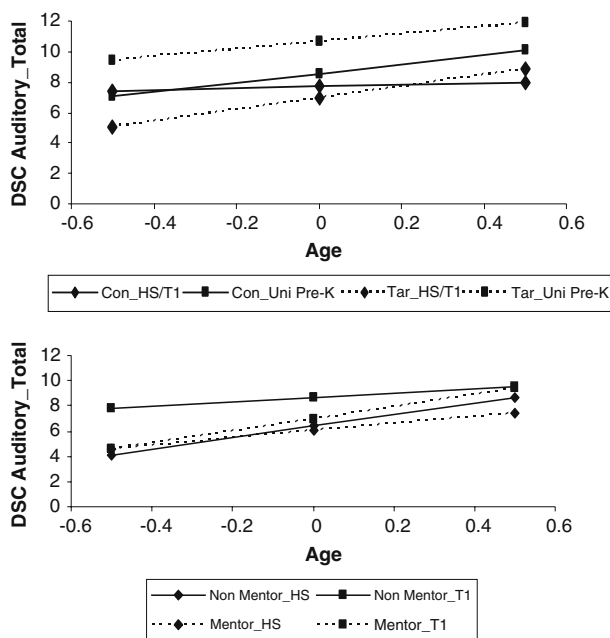 DSC Auditory_Total
12
10
8
6
4
2
0
-0.6 -0.4 -0.2 0 0.2 0.4 0.6
Age
Con_HS/T1 Con_Uni Pre-K Tar_HS/T1 Tar_Uni Pre-K
DSC Auditory_Total
12
10
8
6
4
2
0
-0.6 -0.4 -0.2 0 0.2 0.4 0.6
Age
Non Mentor_HS Non Mentor_T1
Mentor_HS Mentor_T1